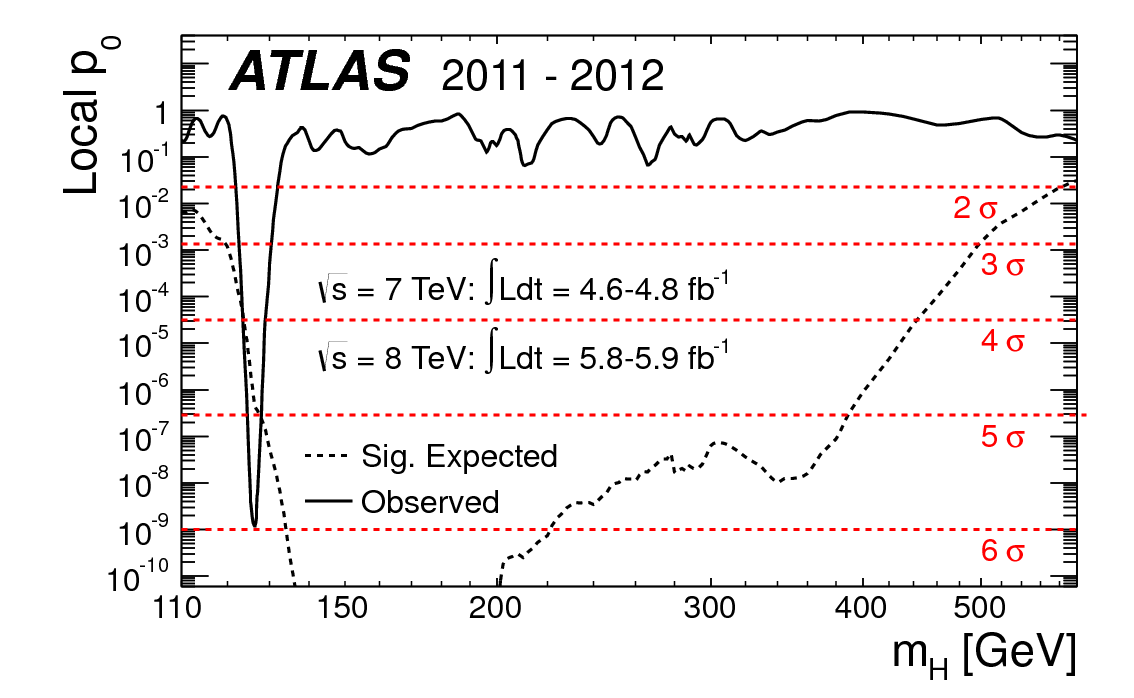 ATLAS 2011 - 2012
Local p0
1
10-1
10-2
2 σ
10-3
3 σ
√s = 7 TeV: ∫Ldt = 4.6-4.8 fb-1
10-4
10-5
4 σ
√s = 8 TeV: ∫Ldt = 5.8-5.9 fb-1
10-6
10-7
5 σ
Sig. Expected
10-8
Observed
10-9
6 σ
10-10
110 150 200 300 400 500
mH [GeV]